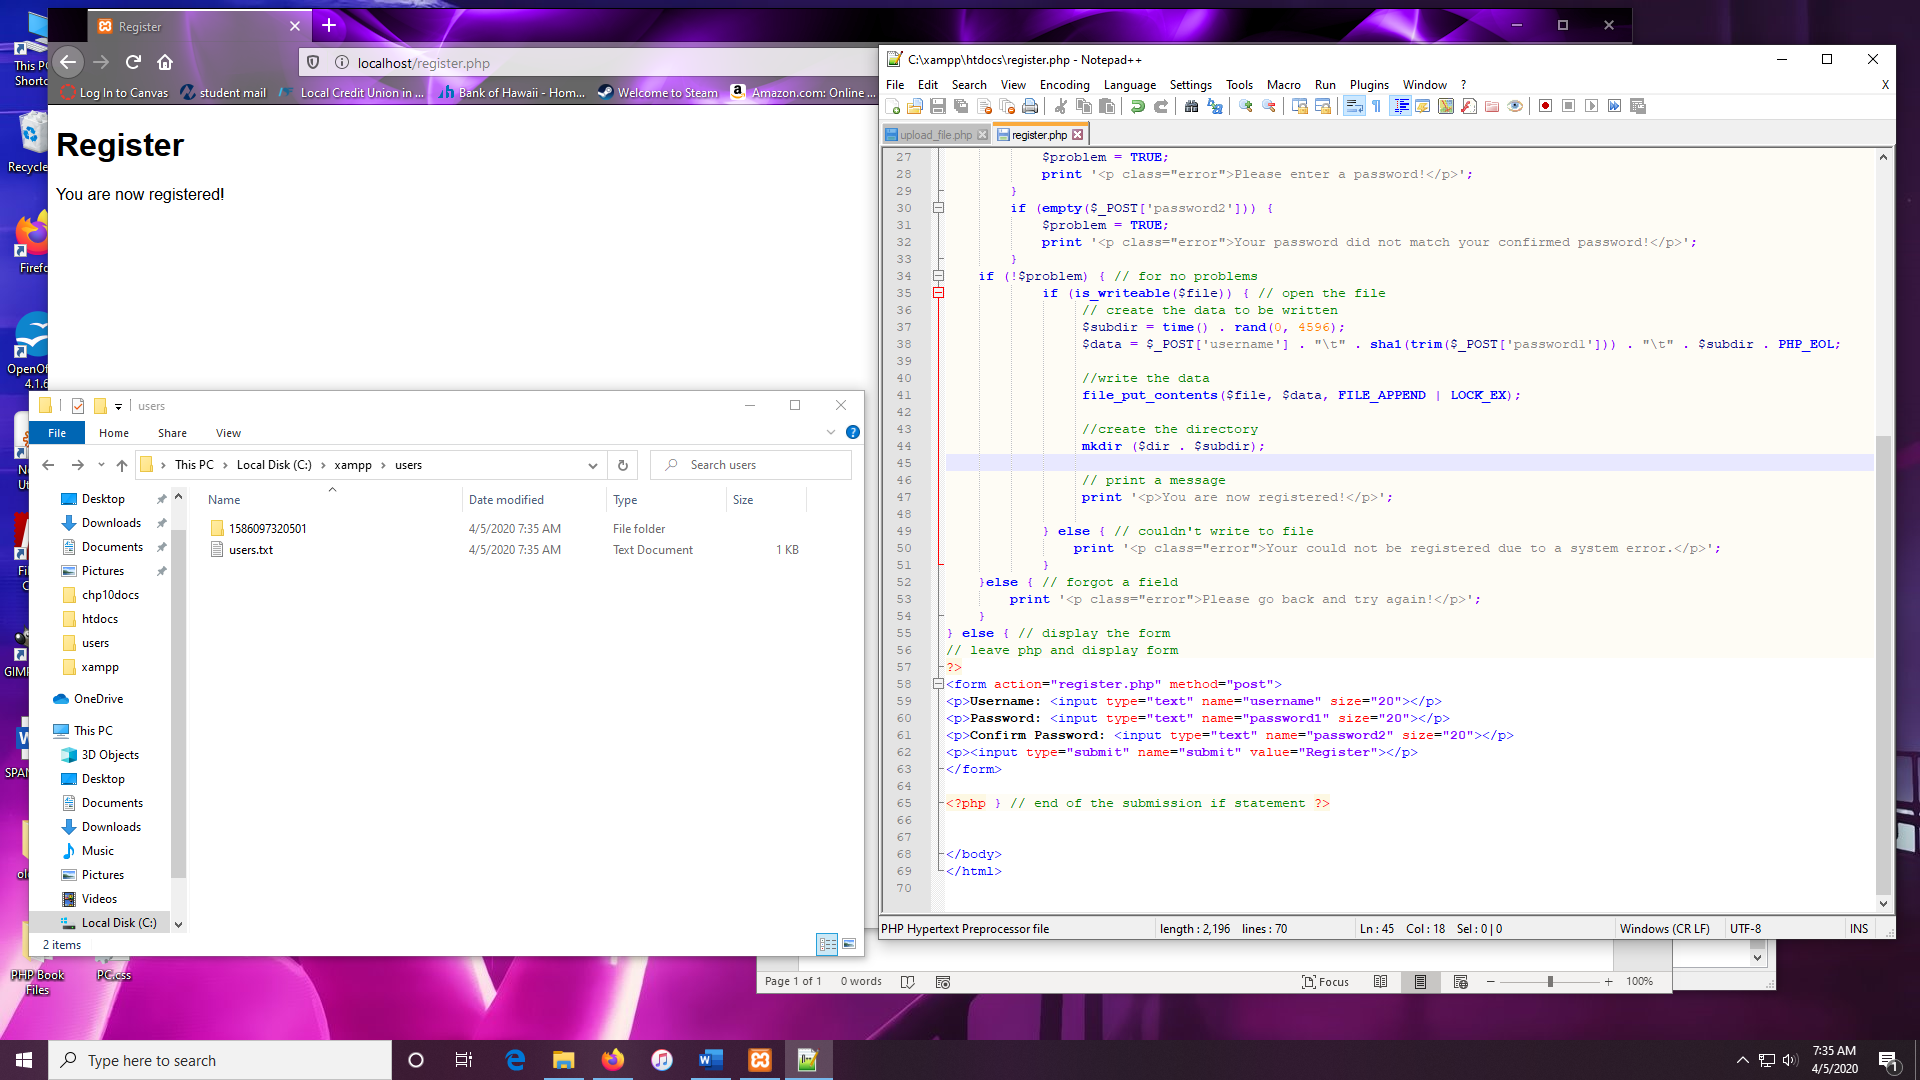 Register
localhost/register.php
Log In to Canvas
student mail
Local Credit Union in ...
Bank of Hawaii - Hom...
Welcome to Steam
Amazon.com: Online ...
Register
You are now registered!
This PC
Shortc
Recycle
Firefo
OpenOf
4.1.6
No
Ut
Fil
C
GIMP
SPAN
PHP Book
Files
PC.css
users
File Home Share View
This PC › Local Disk (C:) › xampp › users
Search users
Name Date modified Type Size
1586097320501 4/5/2020 7:35 AM File folder
users.txt 4/5/2020 7:35 AM Text Document 1 KB
Desktop
Downloads
Documents
Pictures
chp10docs
htdocs
users
xampp
OneDrive
This PC
3D Objects
Desktop
Documents
Downloads
Music
Pictures
Videos
Local Disk (C:)
2 items
C:\xampp\htdocs\register.php - Notepad++
File Edit Search View Encoding Language Settings Tools Macro Run Plugins Window ? X
upload_file.php register.php
27 $problem = TRUE;
28 print '<p class="error">Please enter a password!</p>';
29 }
30 if (empty($_POST['password2'])) {
31 $problem = TRUE;
32 print '<p class="error">Your password did not match your confirmed password!</p>';
33 }
34 if (!$problem) { // for no problems
35 if (is_writeable($file)) { // open the file
36 // create the data to be written
37 $subdir = time() . rand(0, 4596);
38 $data = $_POST['username'] . "\t" . sha1(trim($_POST['password1'])) . "\t" . $subdir . PHP_EOL;
39
40 //write the data
41 file_put_contents($file, $data, FILE_APPEND | LOCK_EX);
42
43 //create the directory
44 mkdir ($dir . $subdir);
45
46 // print a message
47 print '<p>You are now registered!</p>';
48
49 } else { // couldn't write to file
50 print '<p class="error">Your could not be registered due to a system error.</p>';
51 }
52 }else { // forgot a field
53 print '<p class="error">Please go back and try again!</p>';
54 }
55 } else { // display the form
56 // leave php and display form
57 ?>
58 <form action="register.php" method="post">
59 <p>Username: <input type="text" name="username" size="20"></p>
60 <p>Password: <input type="text" name="password1" size="20"></p>
61 <p>Confirm Password: <input type="text" name="password2" size="20"></p>
62 <p><input type="submit" name="submit" value="Register"></p>
63 </form>
64
65 <?php } // end of the submission if statement ?>
66
67
68 </body>
69 </html>
70
PHP Hypertext Preprocessor file length : 2,196 lines : 70 Ln : 45 Col : 18 Sel : 0 | 0 Windows (CR LF) UTF-8 INS
Page 1 of 1 0 words Focus 100%
Type here to search
7:35 AM
4/5/2020
1